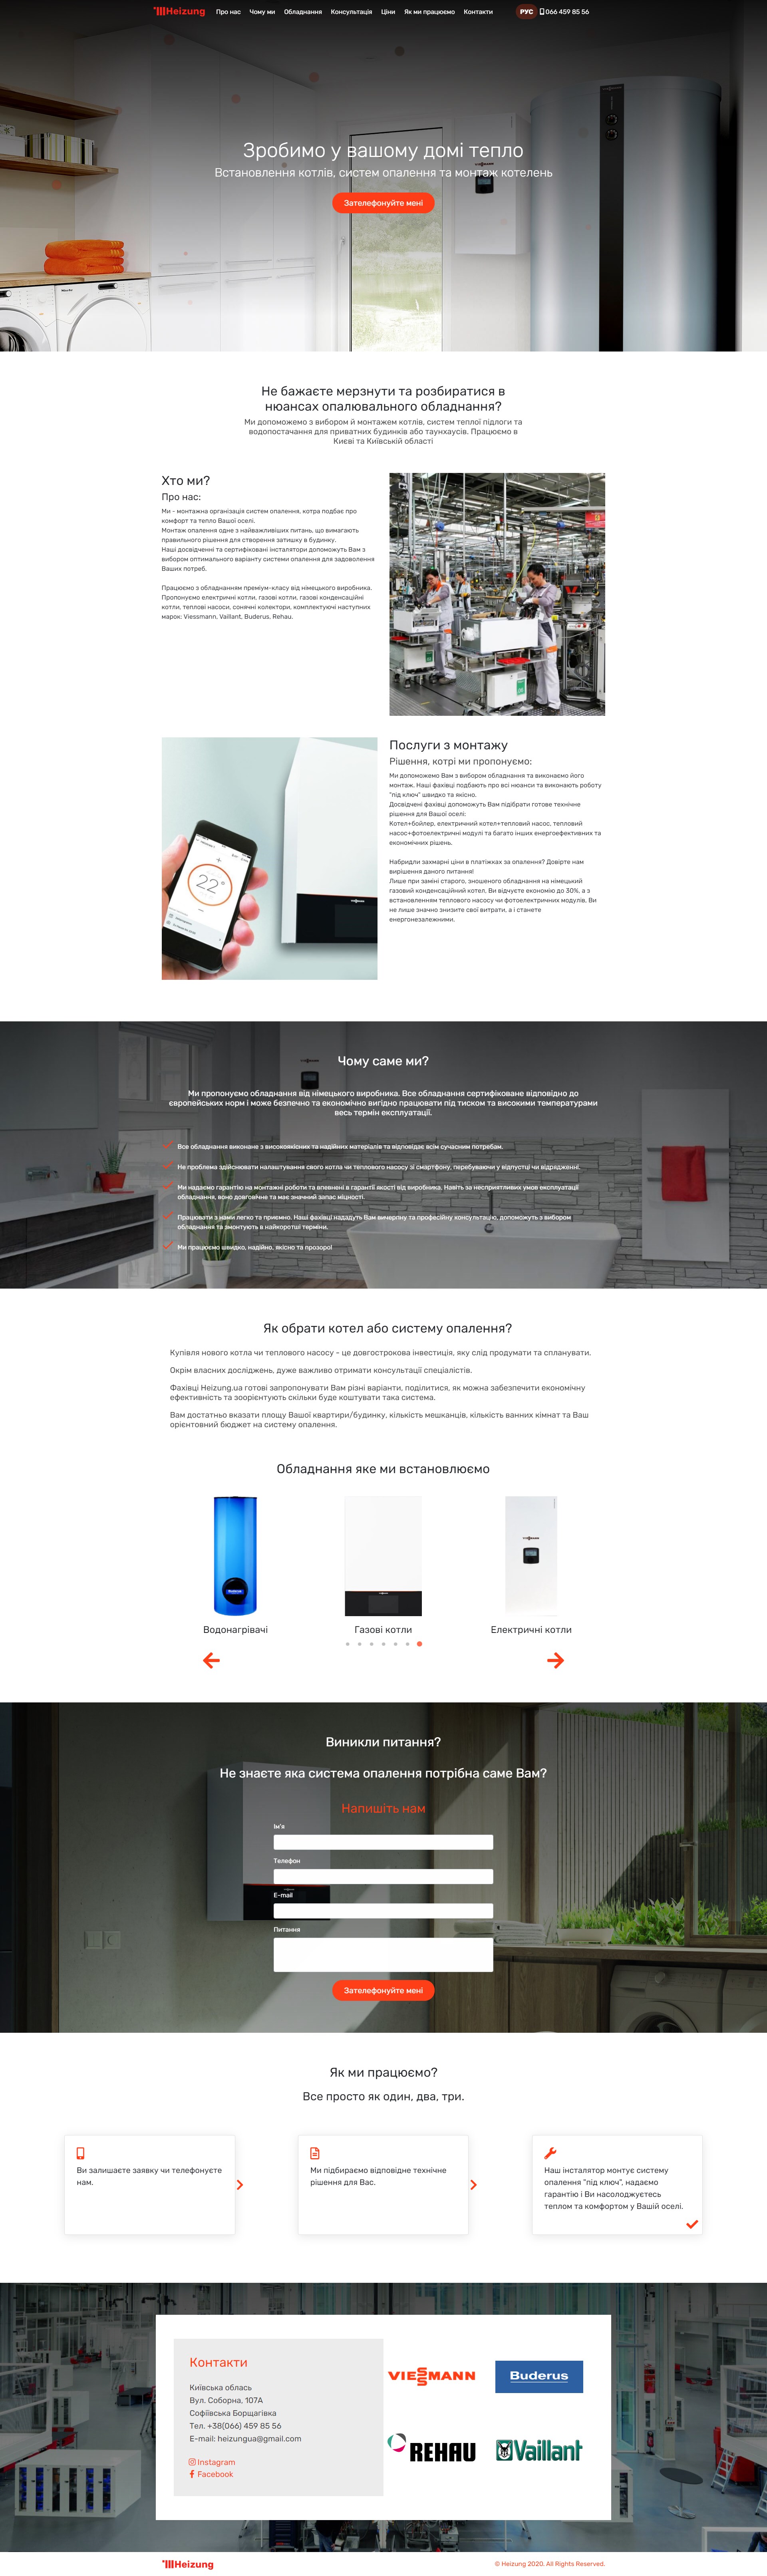 Heizung
Про нас Чому ми Обладнання Консультація Ціни Як ми працюємо Контакти
РУС
066 459 85 56
Зробимо у вашому домі тепло
Встановлення котлів, систем опалення та монтаж котелень
Зателефонуйте мені
Не бажаєте мерзнути та розбиратися в
нюансах опалювального обладнання?
Ми допоможемо з вибором й монтажем котлів, систем теплої підлоги та
водопостачання для приватних будинків або таунхаусів. Працюємо в
Києві та Київській області
Хто ми?
Про нас:
Ми - монтажна організація систем опалення, котра подбає про
комфорт та тепло Вашої оселі.
Монтаж опалення одне з найважливіших питань, що вимагають
правильного рішення для створення затишку в будинку.
Наші досвідченні та сертифіковані інсталятори допоможуть Вам з
вибором оптимального варіанту системи опалення для задоволення
Ваших потреб.
Працюємо з обладнанням преміум-класу від німецького виробника.
Пропонуємо електричні котли, газові котли, газові конденсаційні
котли, теплові насоси, сонячні колектори, комплектуючі наступних
марок: Viessmann, Vaillant, Buderus, Rehau.
Послуги з монтажу
Рішення, котрі ми пропонуємо:
Ми допоможемо Вам з вибором обладнання та виконаємо його
монтаж. Наші фахівці подбають про всі нюанси та виконають роботу
"під ключ" швидко та якісно.
Досвідчені фахівці допоможуть Вам підібрати готове технічне
рішення для Вашої оселі:
Котел+бойлер, електричний котел+тепловий насос, тепловий
насос+фотоелектричні модулі та багато інших енергоефективних та
економічних рішень.
Набридли захмарні ціни в платіжках за опалення? Довірте нам
вирішення даного питання!
Лише при заміні старого, зношеного обладнання на німецький
газовий конденсаційний котел, Ви відчуєте економію до 30%, а з
встановленням теплового насосу чи фотоелектричних модулів, Ви
не лише значно знизите свої витрати, а і станете
енергонезалежними.
22°
Чому саме ми?
Ми пропонуємо обладнання від німецького виробника. Все обладнання сертифіковане відповідно до
європейських норм і може безпечно та економічно вигідно працювати під тиском та високими температурами
весь термін експлуатації.
Все обладнання виконане з високоякісних та надійних матеріалів та відповідає всім сучасним потребам.
Не проблема здійснювати налаштування свого котла чи теплового насосу зі смартфону, перебуваючи у відпустці чи відрядженні.
Ми надаємо гарантію на монтажні роботи та впевнені в гарантії якості від виробника. Навіть за несприятливих умов експлуатації
обладнання, воно довговічне та має значний запас міцності.
Працювати з нами легко та приємно. Наші фахівці нададуть Вам вичерпну та професійну консультацію, допоможуть з вибором
обладнання та змонтують в найкоротші терміни.
Ми працюємо швидко, надійно, якісно та прозоро!
Як обрати котел або систему опалення?
Купівля нового котла чи теплового насосу - це довгострокова інвестиція, яку слід продумати та спланувати.
Окрім власних досліджень, дуже важливо отримати консультації спеціалістів.
Фахівці Heizung.ua готові запропонувати Вам різні варіанти, поділитися, як можна забезпечити економічну
ефективність та зоорієнтують скільки буде коштувати така система.
Вам достатньо вказати площу Вашої квартири/будинку, кількість мешканців, кількість ванних кімнат та Ваш
орієнтовний бюджет на систему опалення.
Обладнання яке ми встановлюємо
Водонагрівачі
Газові котли
Електричні котли
Виникли питання?
Не знаєте яка система опалення потрібна саме Вам?
Напишіть нам
Ім'я
Телефон
E-mail
Питання
Зателефонуйте мені
Як ми працюємо?
Все просто як один, два, три.
Ви залишаєте заявку чи телефонуєте
нам.
Ми підбираємо відповідне технічне
рішення для Вас.
Наш інсталятор монтує систему
опалення "під ключ", надаємо
гарантію і Ви насолоджуєтесь
теплом та комфортом у Вашій оселі.
Контакти
Київська обласць
Вул. Соборна, 107А
Софіївська Борщагівка
Тел. +38(066) 459 85 56
E-mail: heizungua@gmail.com
Instagram
Facebook
VIESSMANN
Buderus
REHAU
Vaillant
Heizung
© Heizung 2020. All Rights Reserved.